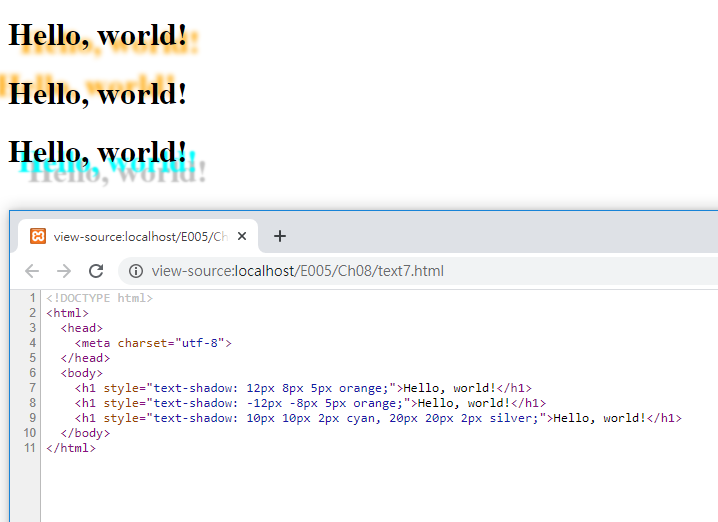 Hello, world!
Hello, world!
Hello, world!
view-source:localhost/E005/Ch
view-source:localhost/E005/Ch08/text7.html
1 <!DOCTYPE html>
2 <html>
3   <head>
4     <meta charset="utf-8">
5   </head>
6   <body>
7     <h1 style="text-shadow: 12px 8px 5px orange;">Hello, world!</h1>
8     <h1 style="text-shadow: -12px -8px 5px orange;">Hello, world!</h1>
9     <h1 style="text-shadow: 10px 10px 2px cyan, 20px 20px 2px silver;">Hello, world!</h1>
10   </body>
11 </html>